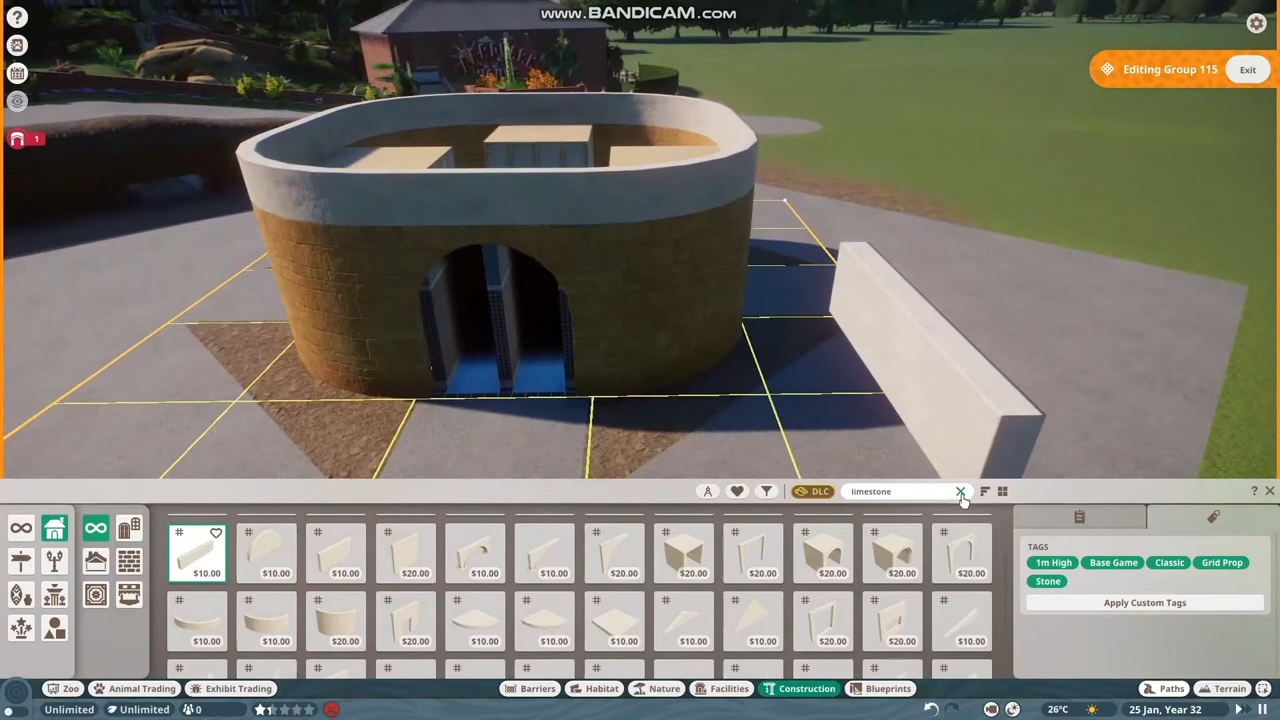 www.BANDICAM.com
?
Editing Group 115
Exit
1
DLC
limestone
?
$10.00
$10.00
$10.00
$20.00
$10.00
$10.00
$20.00
$20.00
$20.00
$20.00
$20.00
$20.00
$10.00
$10.00
$20.00
$20.00
$10.00
$10.00
$20.00
$10.00
$10.00
$20.00
$20.00
$10.00
TAGS
1m High
Base Game
Classic
Grid Prop
Stone
Apply Custom Tags
Zoo
Animal Trading
Exhibit Trading
Barriers
Habitat
Nature
Facilities
Construction
Blueprints
Paths
Terrain
Unlimited
Unlimited
0
26°C
25 Jan, Year 32